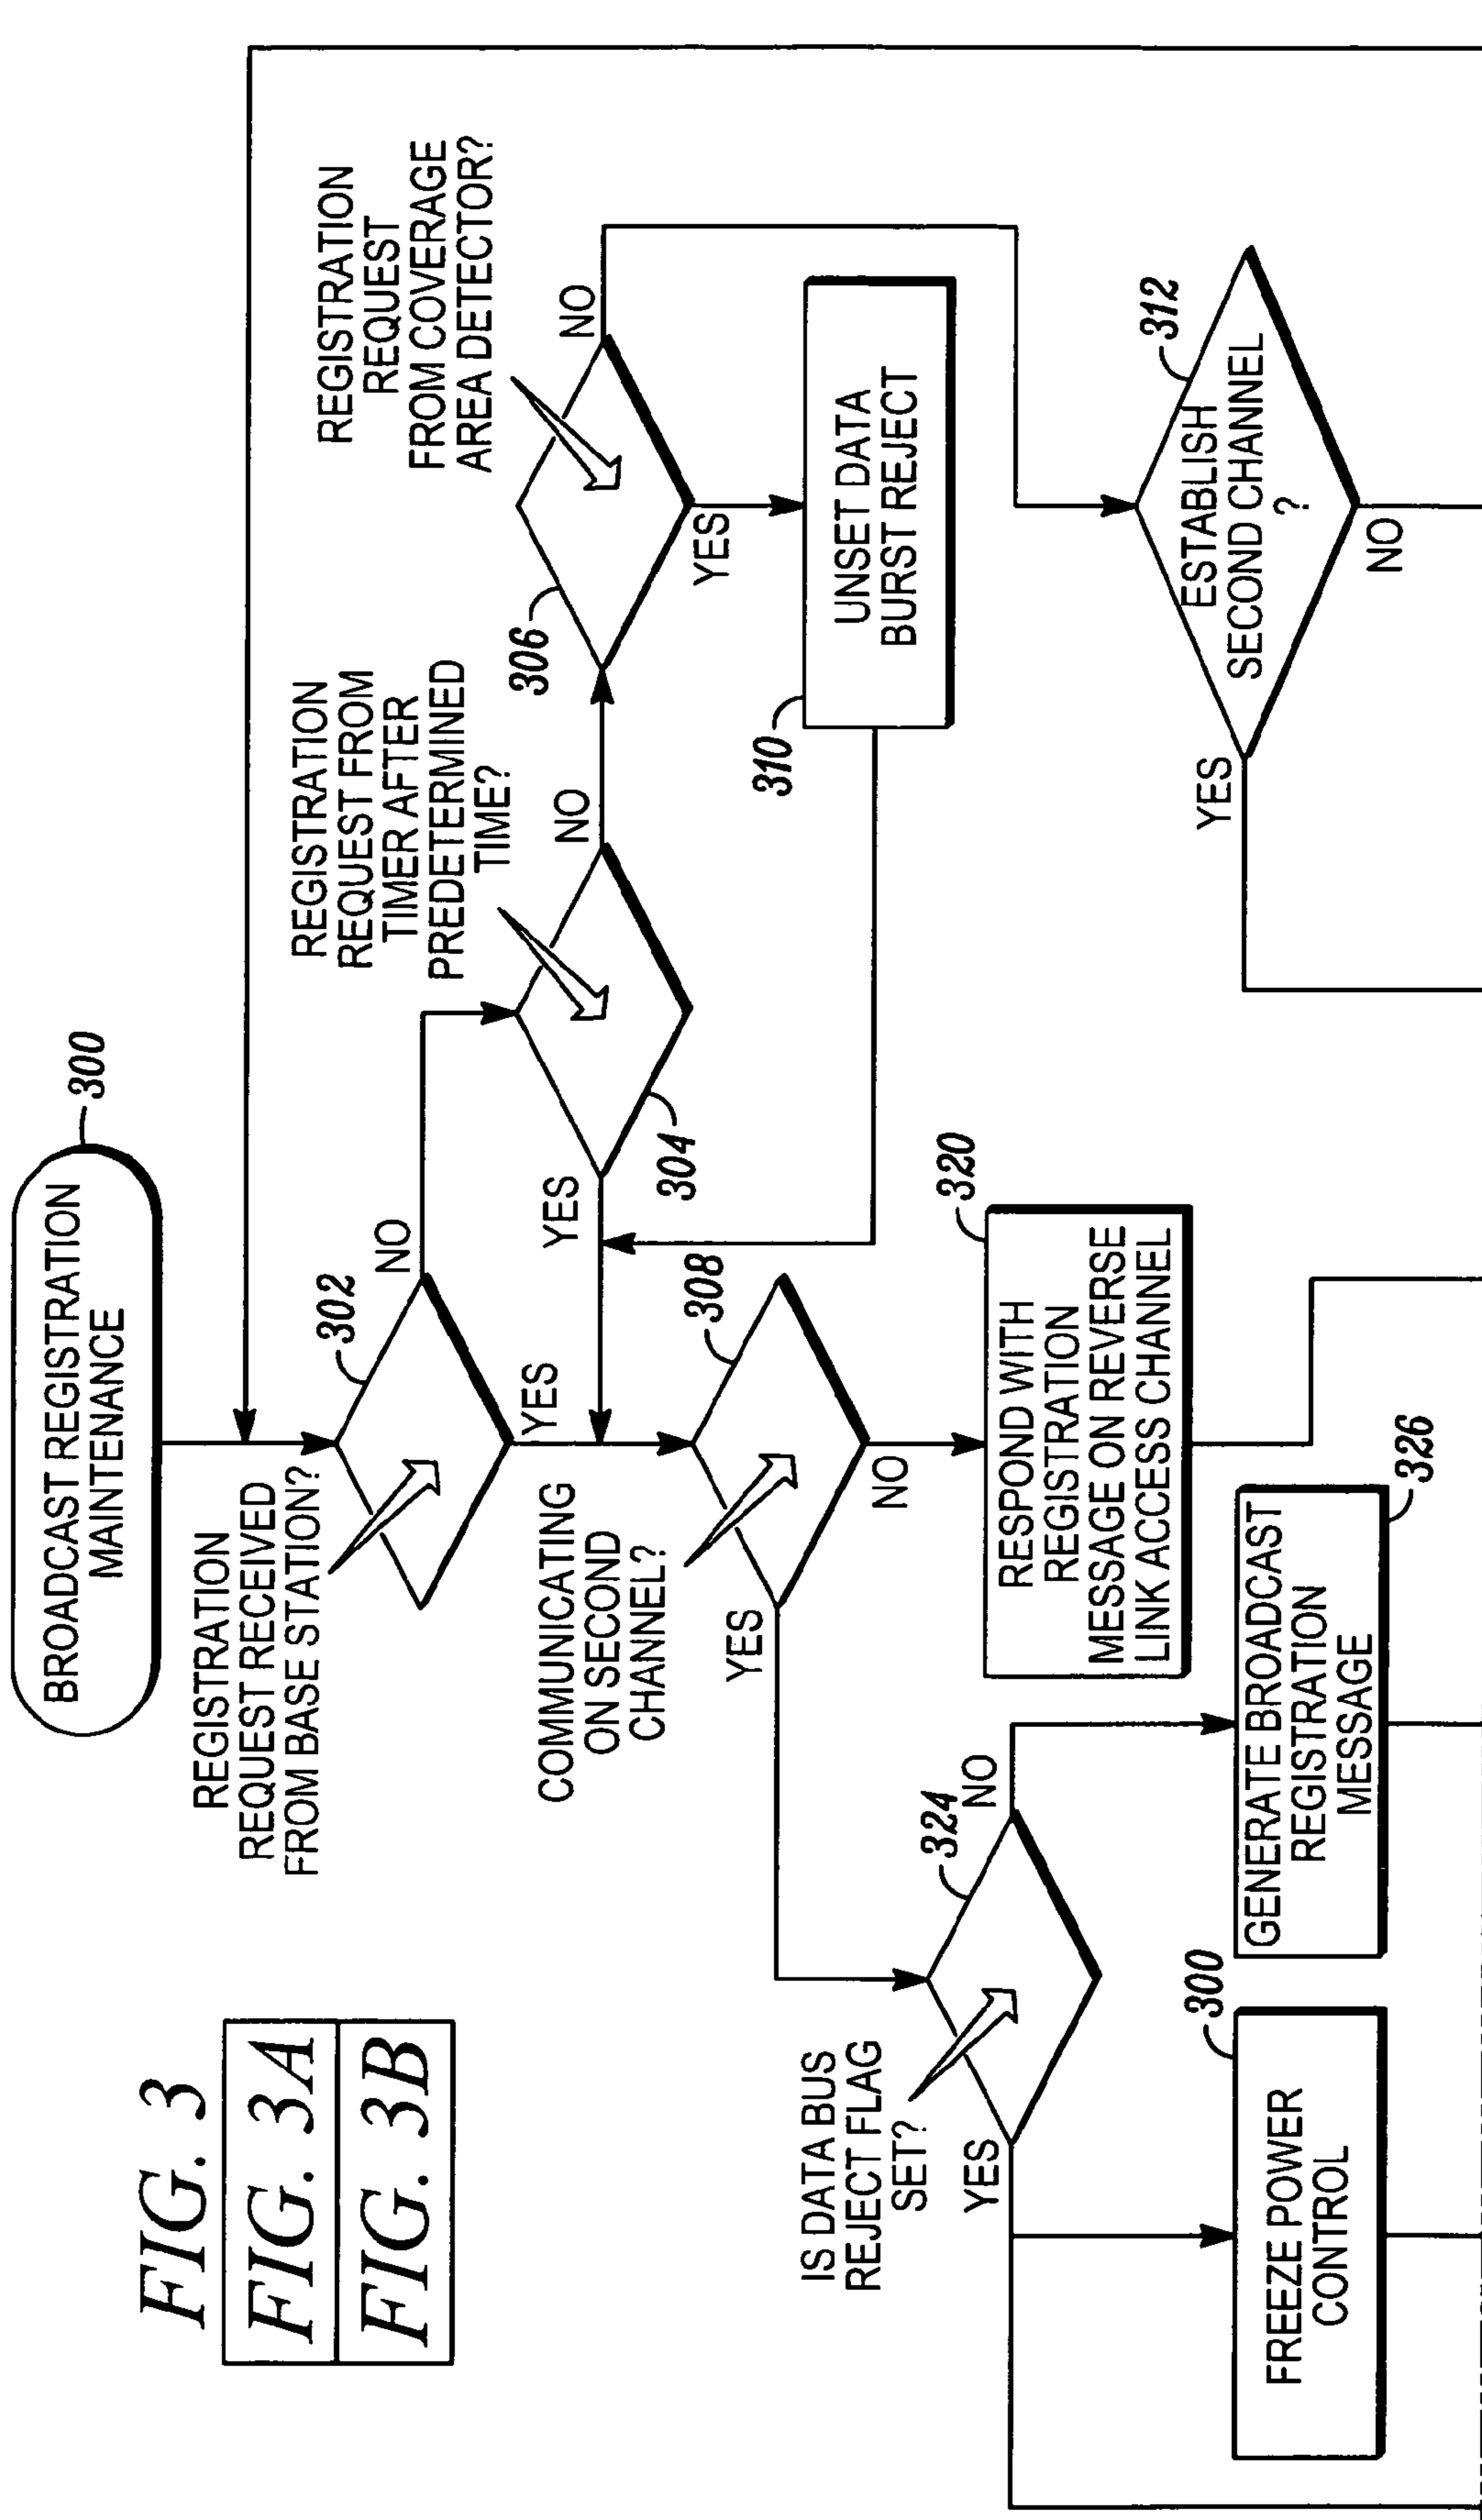 FIG. 3
FIG. 3A
FIG. 3B
BROADCAST REGISTRATION
MAINTENANCE
300
REGISTRATION
REQUEST RECEIVED
FROM BASE STATION?
302
NO
YES
REGISTRATION
REQUEST FROM
TIMER AFTER
PREDETERMINED
TIME?
304
YES
NO
REGISTRATION
REQUEST
FROM COVERAGE
AREA DETECTOR?
306
NO
YES
COMMUNICATING
ON SECOND
CHANNEL?
308
YES
NO
310
UNSET DATA
BURST REJECT
IS DATA BUS
REJECT FLAG
SET?
324
YES
NO
320
RESPOND WITH
REGISTRATION
MESSAGE ON REVERSE
LINK ACCESS CHANNEL
312
ESTABLISH
SECOND CHANNEL
?
YES
NO
300
FREEZE POWER
CONTROL
GENERATE BROADCAST
REGISTRATION
MESSAGE
326